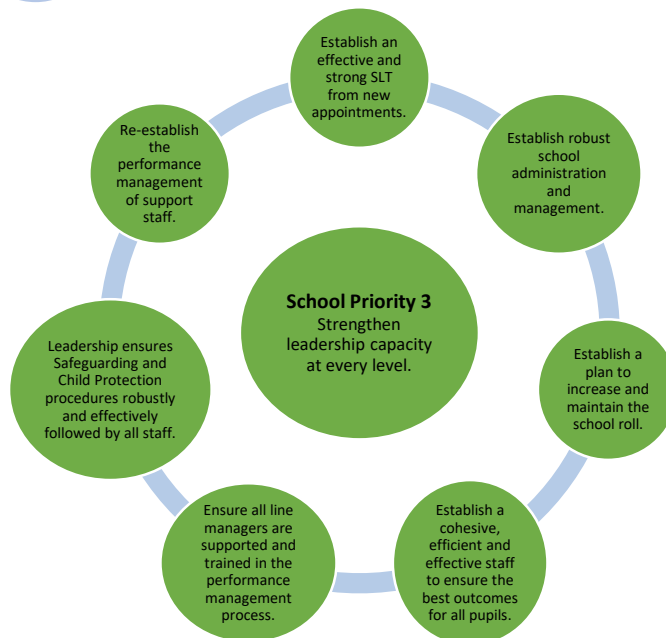 Establish an
effective and
strong SLT
from new
appointments.
Establish robust
school
administration
and
management.
Establish a
plan to
increase and
maintain the
school roll.
Establish a
cohesive,
efficient and
effective staff
to ensure the
best outcomes
for all pupils.
Ensure all line
managers are
supported and
trained in the
performance
management
process.
Leadership ensures
Safeguarding and
Child Protection
procedures robustly
and effectively
followed by all staff.
Re-establish
the
performance
management
of support
staff.
School Priority 3
Strengthen
leadership capacity
at every level.